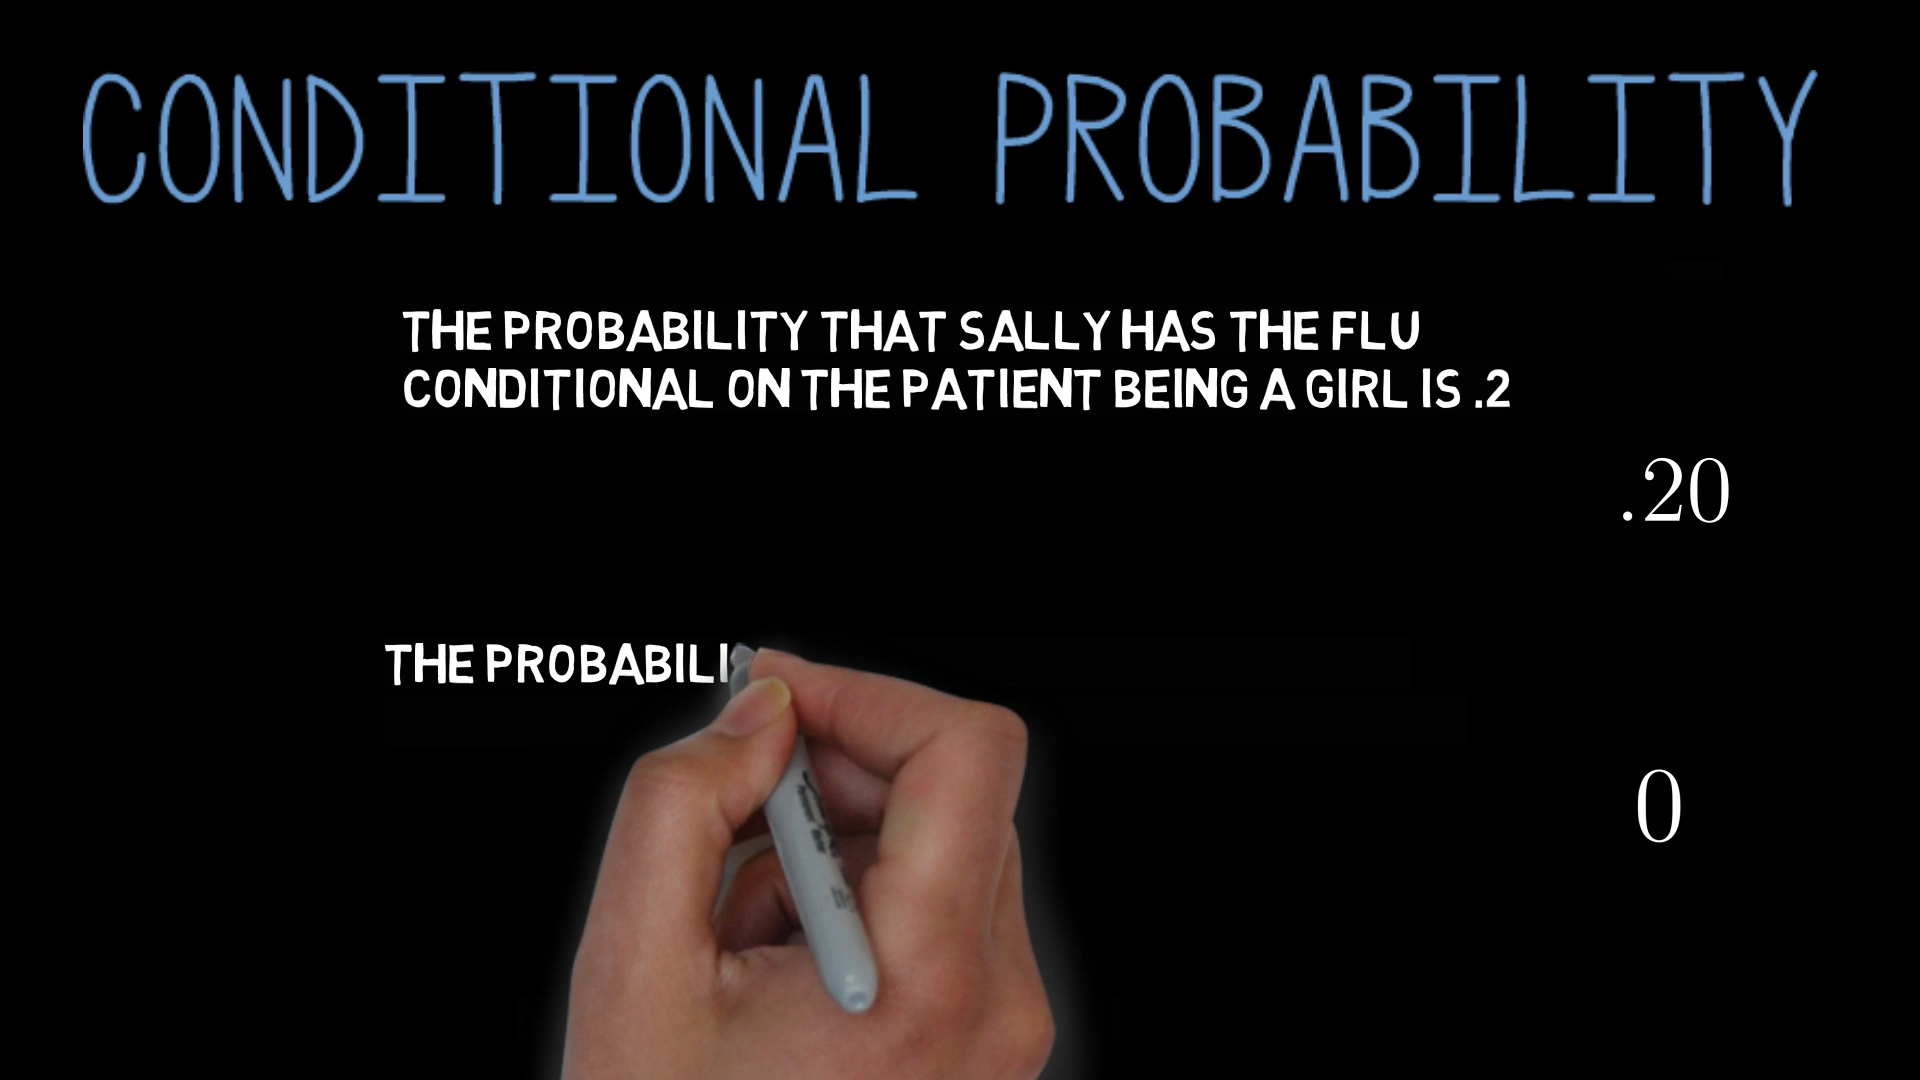 CONDITIONAL PROBABILITY
THE PROBABILITY THAT SALLY HAS THE FLU
CONDITIONAL ON THE PATIENT BEING A GIRL IS .2
.20
THE PROBABILI
0